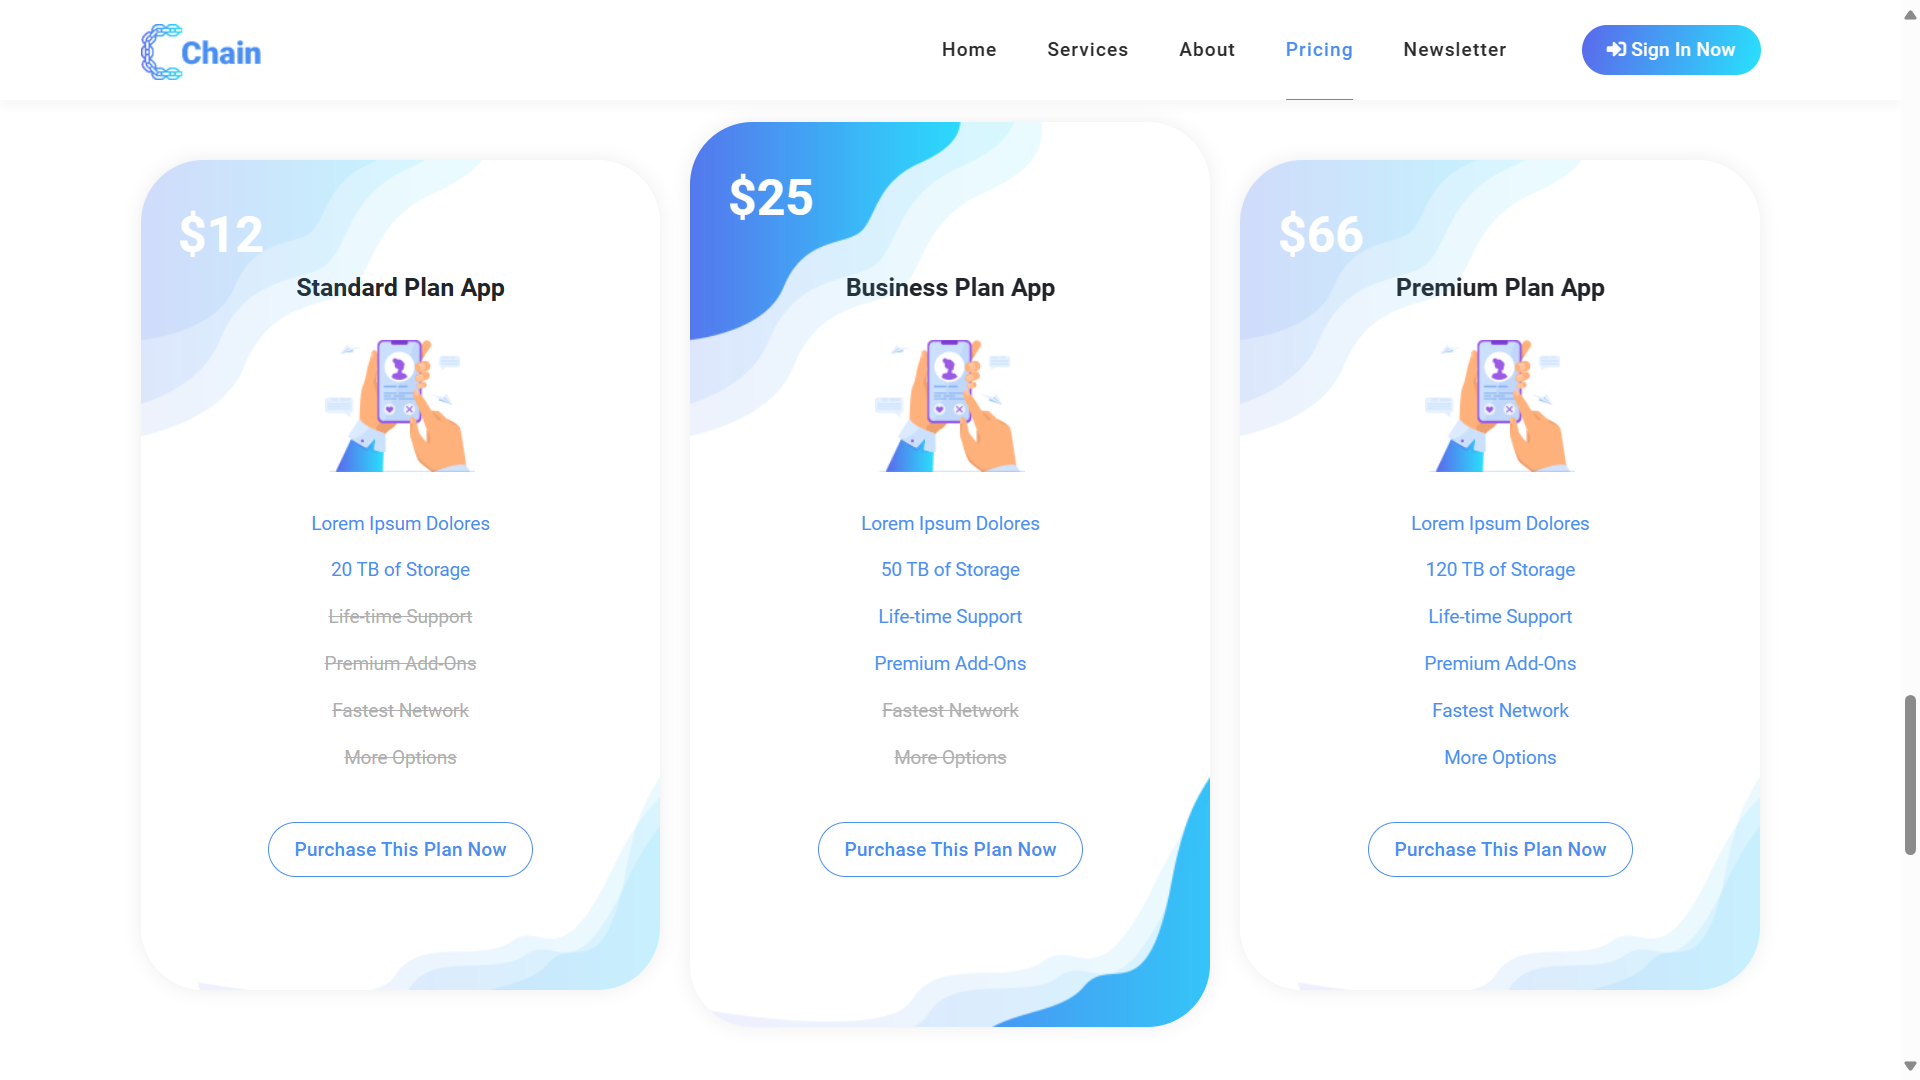 Chain
Home
Services
About
Pricing
Newsletter
Sign In Now
$12
Standard Plan App
Lorem Ipsum Dolores
20 TB of Storage
Life-time Support
Premium Add-Ons
Fastest Network
More Options
Purchase This Plan Now
$25
Business Plan App
Lorem Ipsum Dolores
50 TB of Storage
Life-time Support
Premium Add-Ons
Fastest Network
More Options
Purchase This Plan Now
$66
Premium Plan App
Lorem Ipsum Dolores
120 TB of Storage
Life-time Support
Premium Add-Ons
Fastest Network
More Options
Purchase This Plan Now